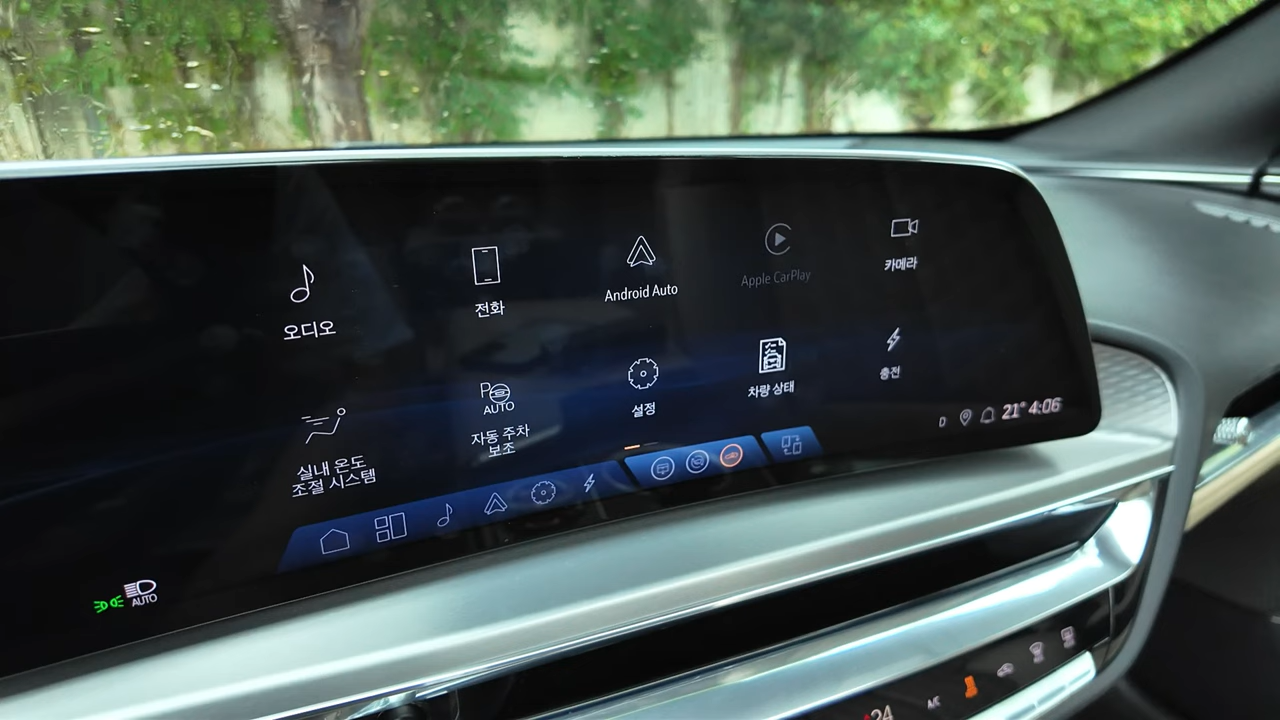 오디오
전화
Android Auto
Apple CarPlay
카메라
실내 온도
조절 시스템
P
AUTO
자동 주차
보조
설정
차량 상태
충전
D
21° 4:06
AUTO
24
A/C